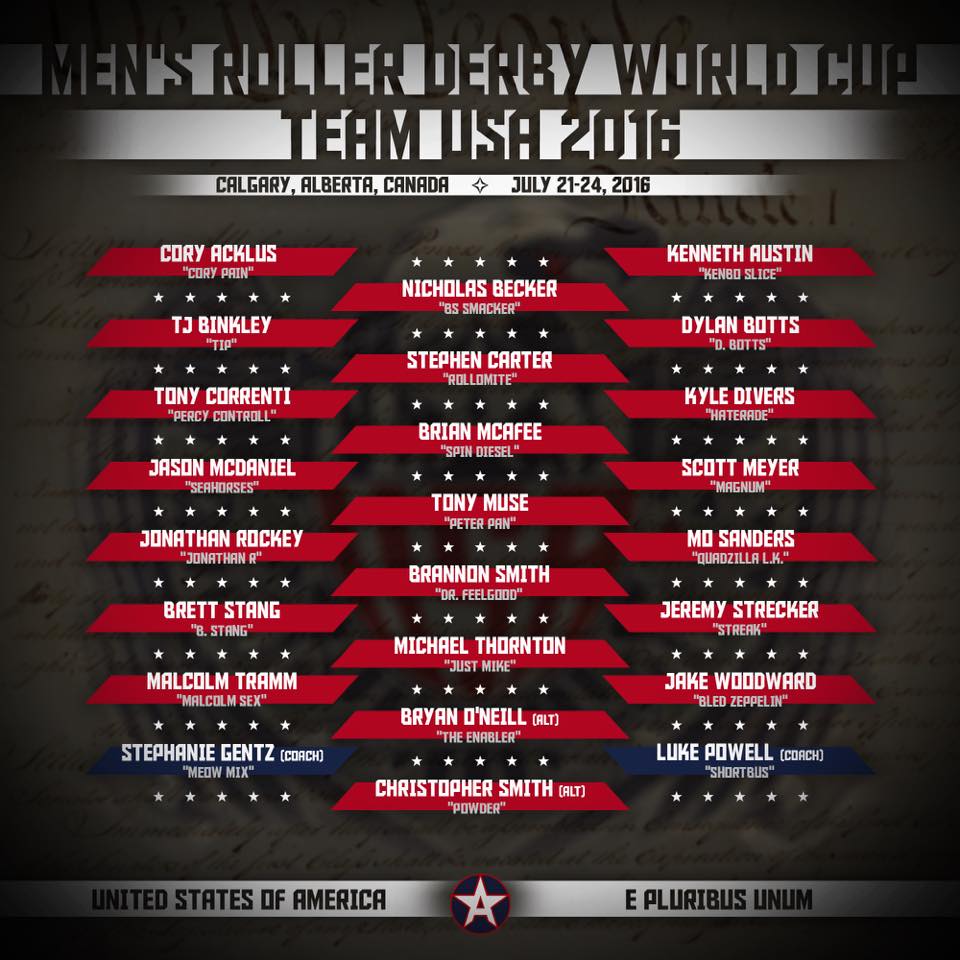 MEN'S ROLLER DERBY WORLD CUP
TEAM USA 2016
CALGARY, ALBERTA, CANADA JULY 21-24, 2016
CORY ACKLUS
"CORY PAIN"
KENNETH AUSTIN
"KENBO SLICE"
NICHOLAS BECKER
"BS SMACKER"
TJ BINKLEY
"TIP"
DYLAN BOTTS
"D. BOTTS"
STEPHEN CARTER
"ROLLOMITE"
TONY CORRENTI
"PERCY CONTROLL"
KYLE DIVERS
"HATERADE"
BRIAN MCAFEE
"SPIN DIESEL"
JASON MCDANIEL
"SEAHORSES"
SCOTT MEYER
"MAGNUM"
TONY MUSE
"PETER PAN"
JONATHAN ROCKEY
"JONATHAN R"
MO SANDERS
"QUADZILLA L.K."
BRANNON SMITH
"DR. FEELGOOD"
BRETT STANG
"B. STANG"
JEREMY STRECKER
"STREAK"
MICHAEL THORNTON
"JUST MIKE"
MALCOLM TRAMM
"MALCOLM SEX"
JAKE WOODWARD
"BLED ZEPPELIN"
BRYAN O'NEILL (ALT)
"THE ENABLER"
STEPHANIE GENTZ (COACH)
"MEOW MIX"
LUKE POWELL (COACH)
"SHORTBUS"
CHRISTOPHER SMITH (ALT)
"POWDER"
UNITED STATES OF AMERICA A E PLURIBUS UNUM